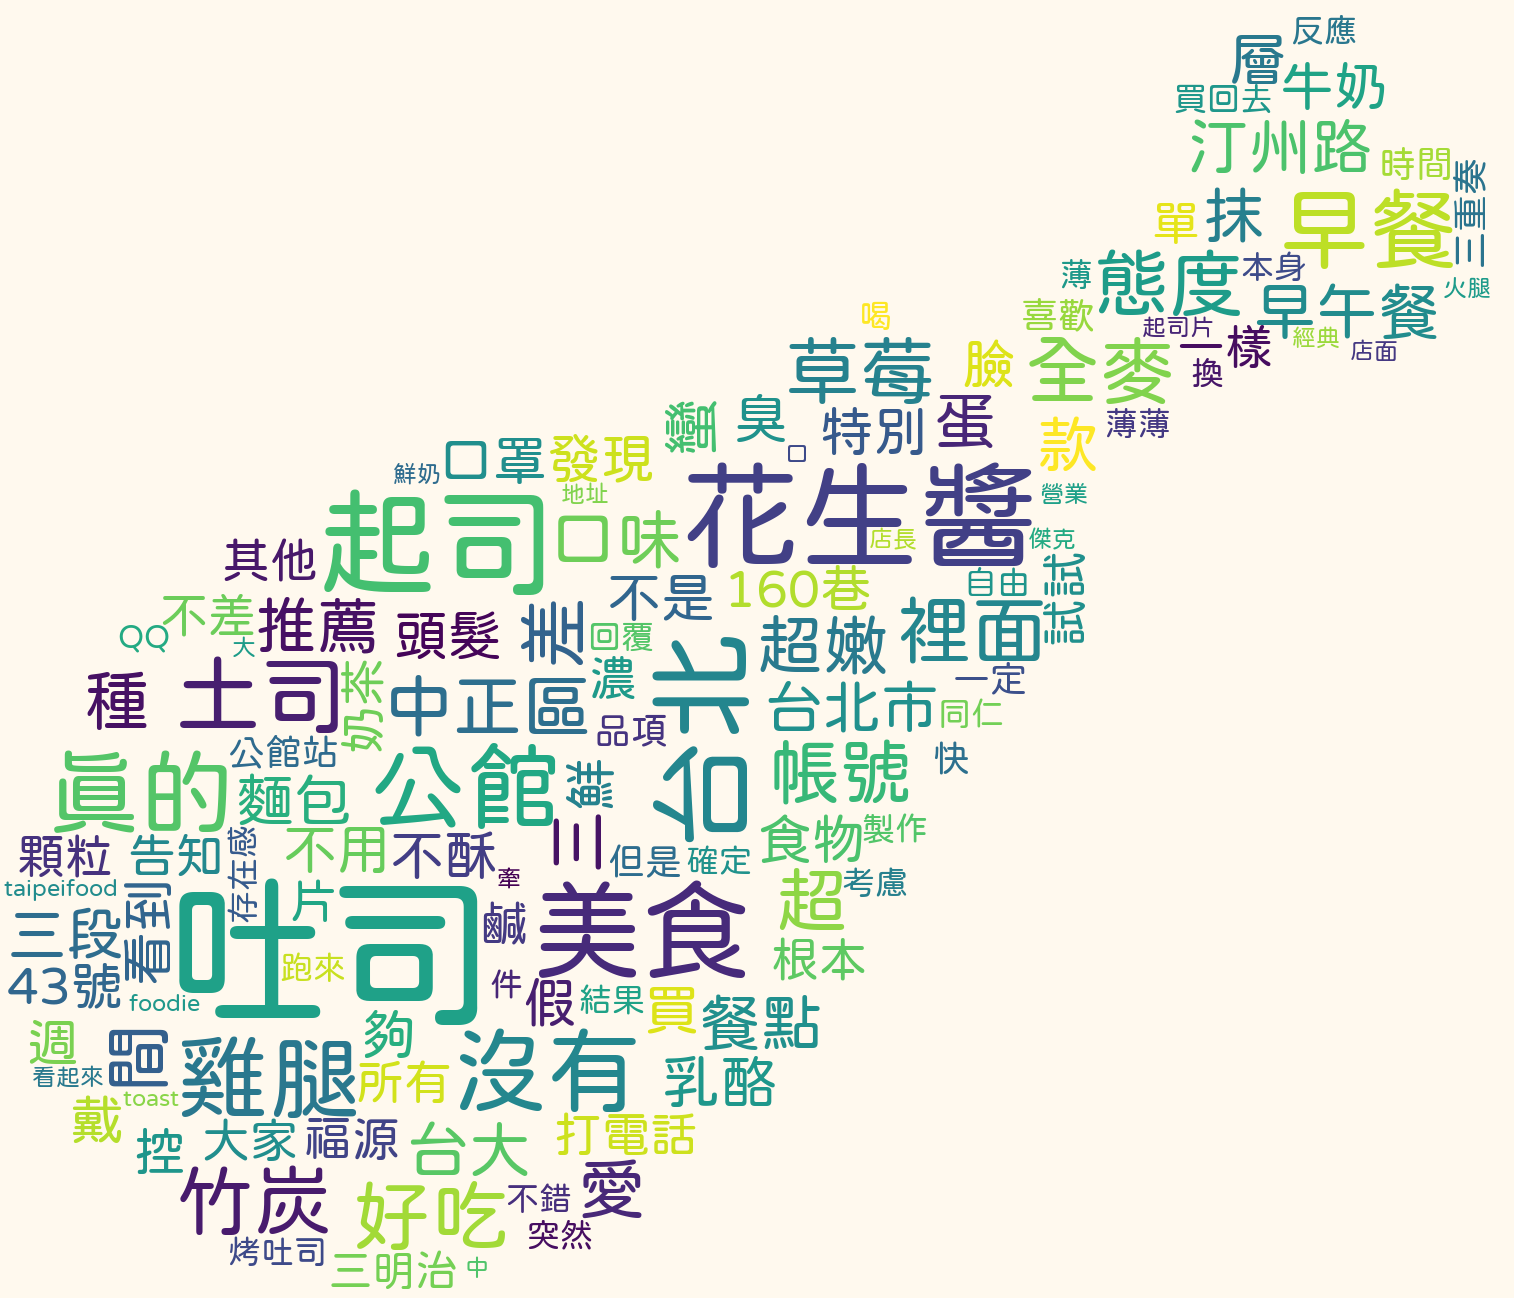 反應
層
牛奶
買回去
汀州路
時間
三重奏
早餐
單
抹
態度
本身
薄
早午餐
火腿
喜歡
喝
起司片
一樣
經典
店面
草莓
臉
全麥
換
蛋
特別
臭
蠻
薄薄
款
口
口罩
發現
鮮奶
地址
花生醬
營業
起司
口味
店長
傑克
其他
160巷
自由
試試
不是
不差
推薦
頭髮
差
QQ
大
回覆
超嫩
裡面
濃
台北
一定
種
土司
奶茶
中正區
台北市
同仁
品項
公館站
真的
麵包
公館
鮮
帳號
快
不用
不酥
三
食物
製作
顆粒
告知
存在感
但是
確定
牽
考慮
taipeifood
片
吐司
鹹
美食
超
三段
看到
根本
跑來
43號
件
假
結果
買
餐點
foodie
週
夠
間
雞腿
沒有
看起來
所有
乳酪
toast
戴
控
大家
福源
台大
打電話
竹炭
好吃
不錯
愛
突然
烤吐司
三明治
中